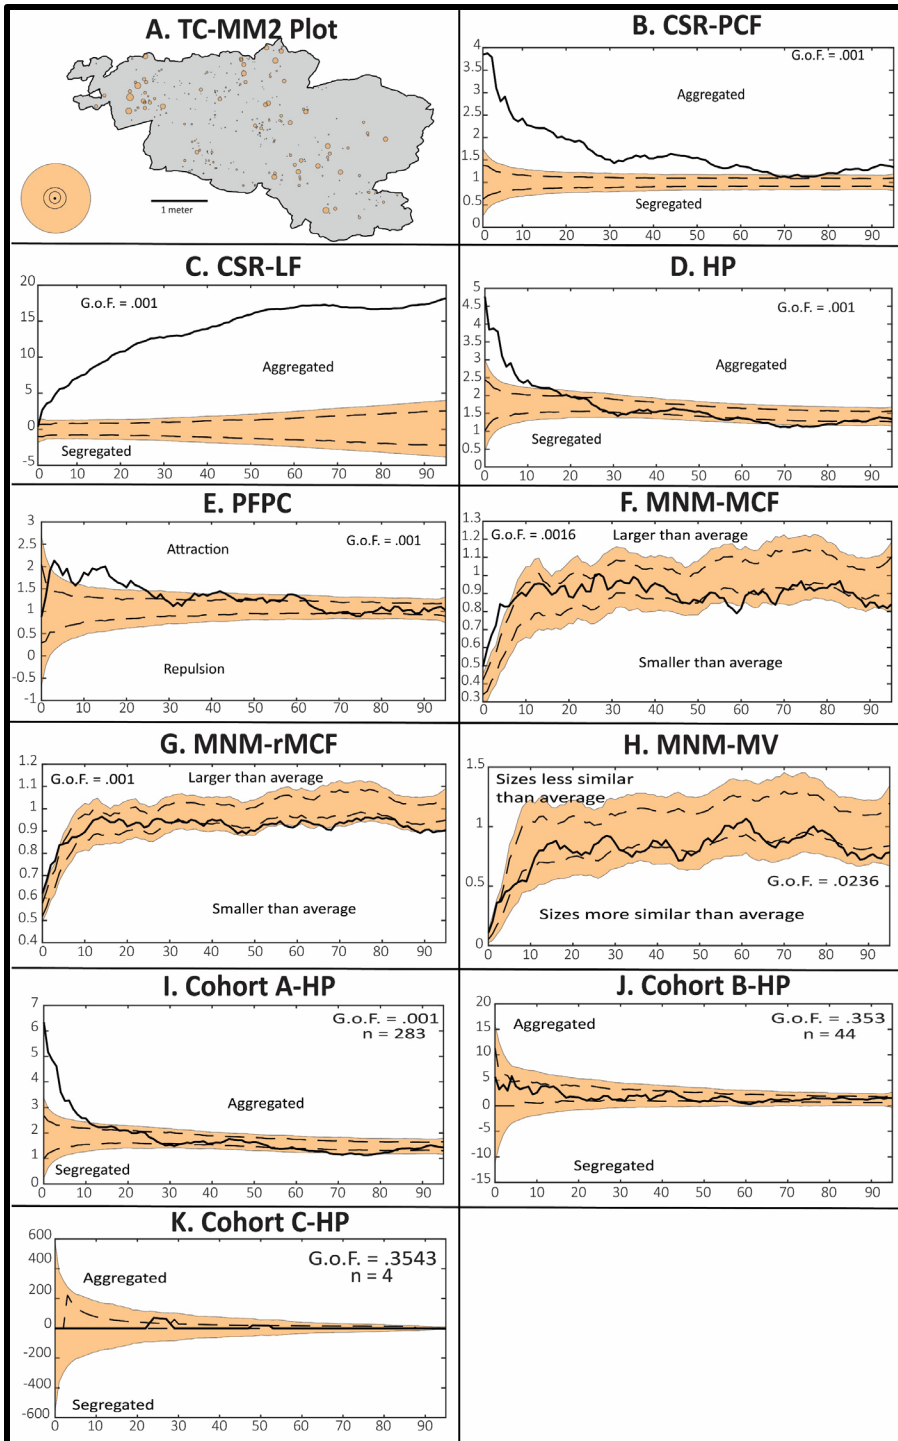 A. TC-MM2 Plot
1 meter
B. CSR-PCF
G.o.F. = .001
Aggregated
Segregated
4
3.5
3
2.5
2
1.5
1
0.5
0
0 10 20 30 40 50 60 70 80 90
C. CSR-LF
G.o.F. = .001
Aggregated
Segregated
20
15
10
5
0
-5
0 10 20 30 40 50 60 70 80 90
D. HP
G.o.F. = .001
Aggregated
Segregated
5
4.5
4
3.5
3
2.5
2
1.5
1
0.5
0
0 10 20 30 40 50 60 70 80 90
E. PFPC
Attraction
G.o.F. = .001
Repulsion
3
2.5
2
1.5
1
0.5
0
-0.5
-1
0 10 20 30 40 50 60 70 80 90
F. MNM-MCF
G.o.F. = .0016
Larger than average
Smaller than average
1.3
1.2
1.1
1
0.9
0.8
0.7
0.6
0.5
0.4
0.3
0 10 20 30 40 50 60 70 80 90
G. MNM-rMCF
G.o.F. = .001
Larger than average
Smaller than average
1.2
1.1
1
0.9
0.8
0.7
0.6
0.5
0.4
0 10 20 30 40 50 60 70 80 90
H. MNM-MV
Sizes less similar
than average
G.o.F. = .0236
Sizes more similar than average
1.5
1
0.5
0
0 10 20 30 40 50 60 70 80 90
I. Cohort A-HP
G.o.F. = .001
n = 283
Aggregated
Segregated
7
6
5
4
3
2
1
0
0 10 20 30 40 50 60 70 80 90
J. Cohort B-HP
Aggregated
G.o.F. = .353
n = 44
Segregated
20
15
10
5
0
-5
-10
-15
0 10 20 30 40 50 60 70 80 90
K. Cohort C-HP
G.o.F. = .3543
n = 4
Aggregated
Segregated
600
400
200
0
-200
-400
-600
0 10 20 30 40 50 60 70 80 90